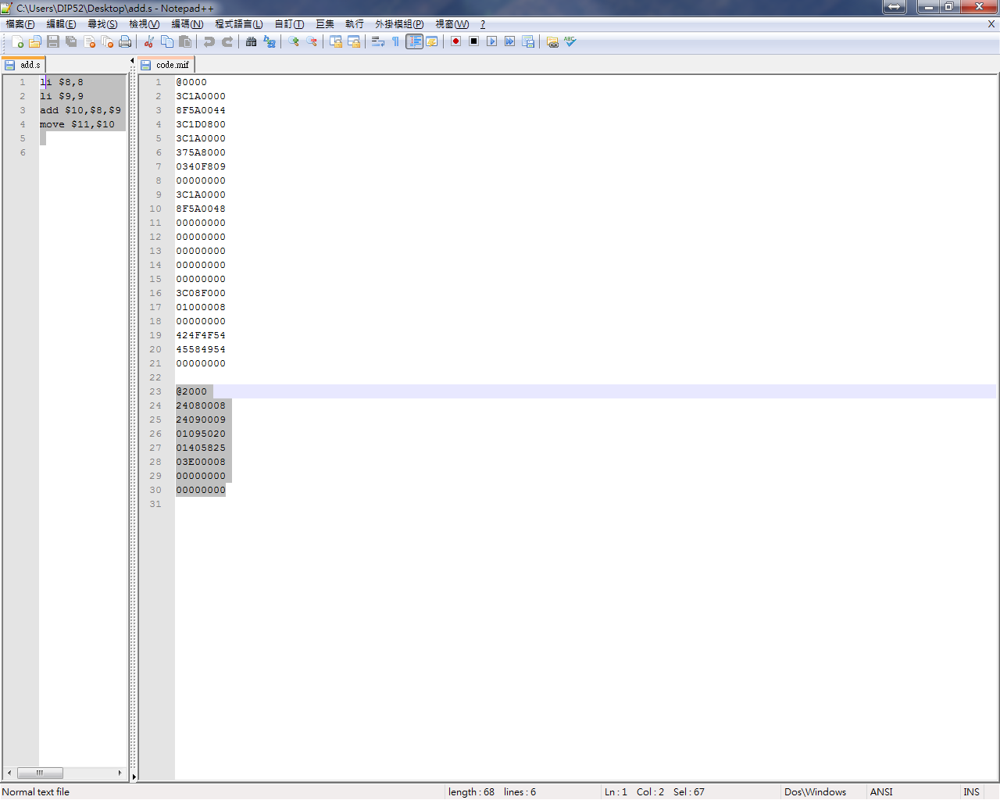 C:\Users\DIP52\Desktop\add.s - Notepad++
檔案(F) 編輯(E) 尋找(S) 檢視(V) 編碼(N) 程式語言(L) 自訂(T) 巨集 執行 外掛模組(P) 視窗(W) ? X
add.s
code.mif
1 li $8,8
2 li $9,9
3 add $10,$8,$9
4 move $11,$10
5
6
1 @0000
2 3C1A0000
3 8F5A0044
4 3C1D0800
5 3C1A0000
6 375A8000
7 0340F809
8 00000000
9 3C1A0000
10 8F5A0048
11 00000000
12 00000000
13 00000000
14 00000000
15 00000000
16 3C08F000
17 01000008
18 00000000
19 424F4F54
20 45584954
21 00000000
22
23 @2000
24 24080008
25 24090009
26 01095020
27 01405825
28 03E00008
29 00000000
30 00000000
31
Normal text file length : 68 lines : 6 Ln : 1 Col : 2 Sel : 67 Dos\Windows ANSI INS